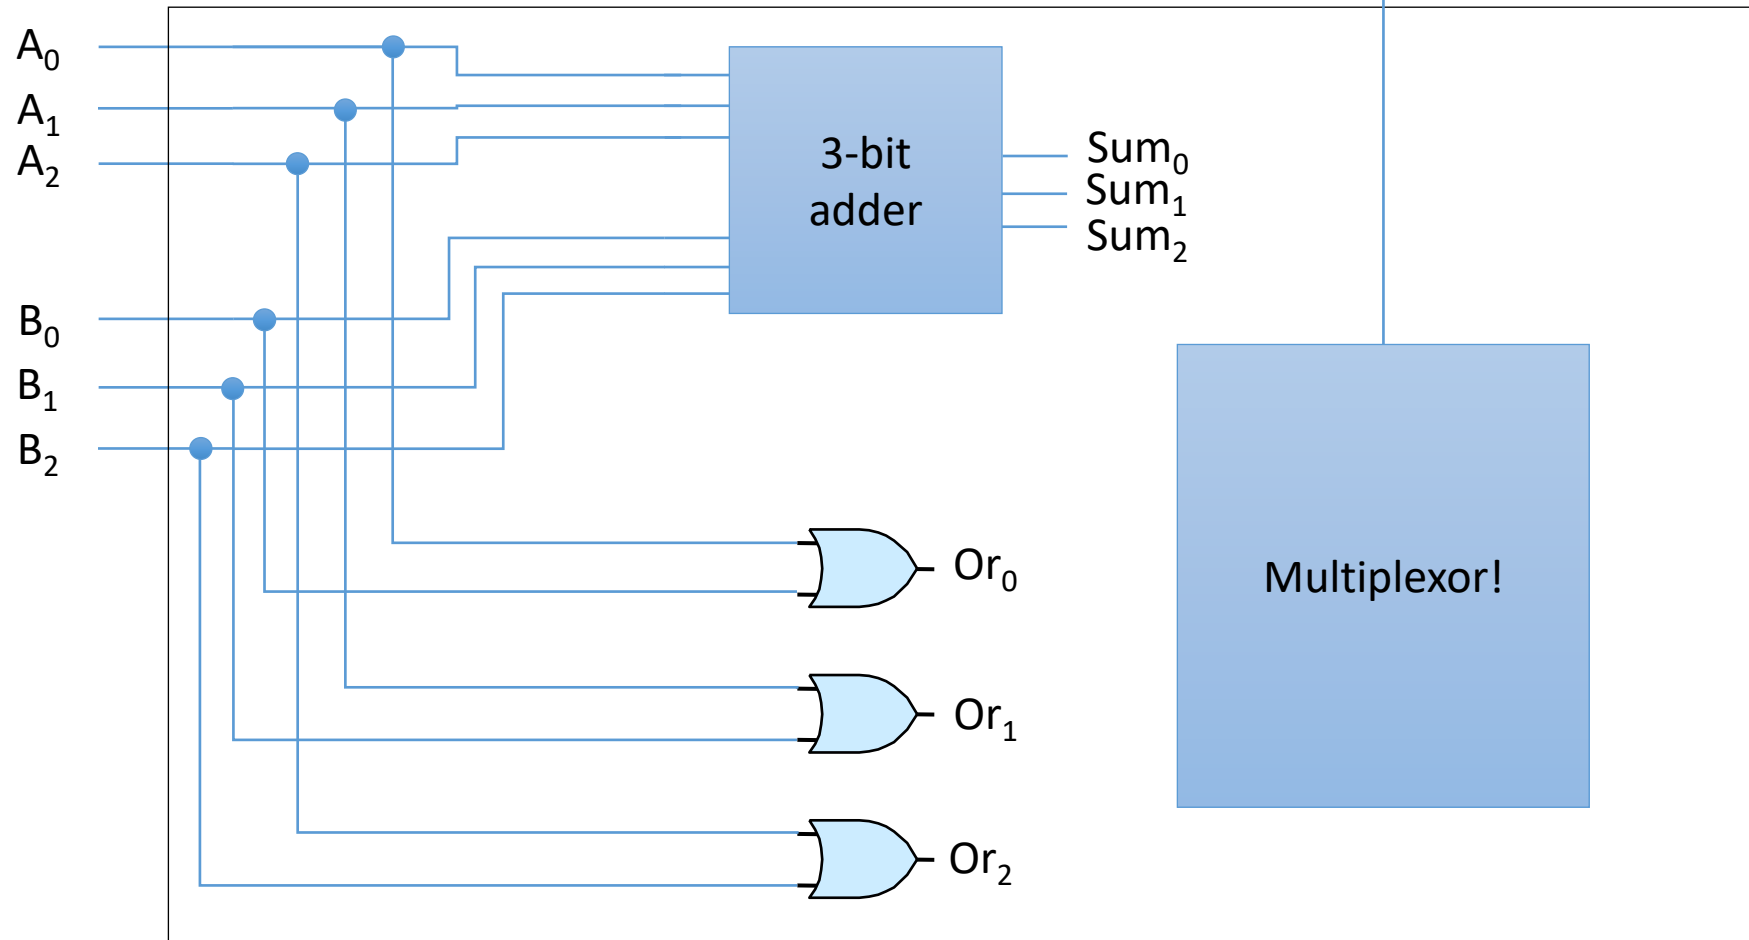 A₀
A₁
A₂
B₀
B₁
B₂
3-bit
adder
Sum₀
Sum₁
Sum₂
Or₀
Or₁
Or₂
Multiplexor!